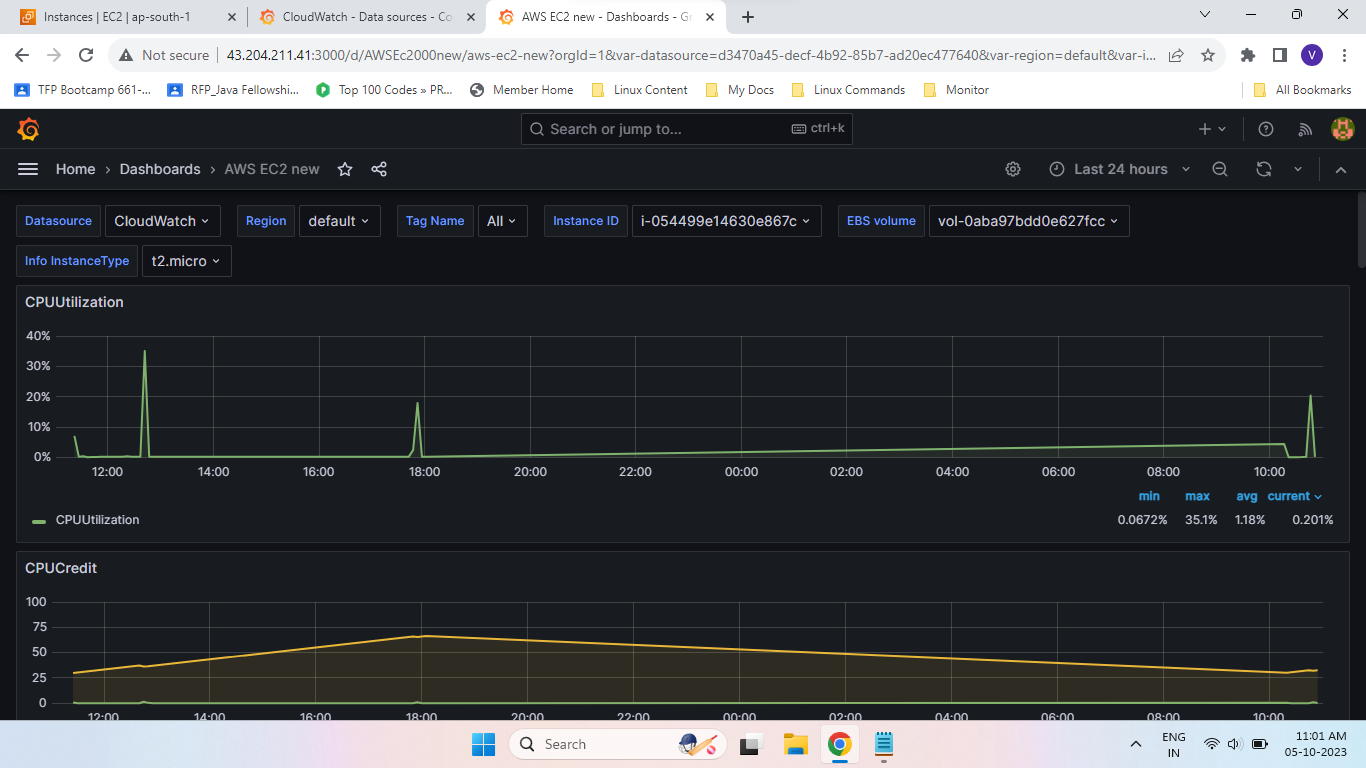 Instances | EC2 | ap-south-1
CloudWatch - Data sources - Co
AWS EC2 new - Dashboards - Gr
Not secure
43.204.211.41:3000/d/AWSEc2000new/aws-ec2-new?orgId=1&var-datasource=d3470a45-decf-4b92-85b7-ad20ec477640&var-region=default&var-i...
V
TFP Bootcamp 661-...
RFP_Java Fellowshi...
Top 100 Codes » PR...
Member Home
Linux Content
My Docs
Linux Commands
Monitor
All Bookmarks
Search or jump to...
ctrl+k
Home › Dashboards › AWS EC2 new
Last 24 hours
Datasource CloudWatch
Region default
Tag Name All
Instance ID i-054499e14630e867c
EBS volume vol-0aba97bdd0e627fcc
Info InstanceType t2.micro
CPUUtilization
40%
30%
20%
10%
0%
12:00 14:00 16:00 18:00 20:00 22:00 00:00 02:00 04:00 06:00 08:00 10:00
min max avg current
CPUUtilization 0.0672% 35.1% 1.18% 0.201%
CPUCredit
100
75
50
25
0
12:00 14:00 16:00 18:00 20:00 22:00 00:00 02:00 04:00 06:00 08:00 10:00
Search
ENG
IN
11:01 AM
05-10-2023